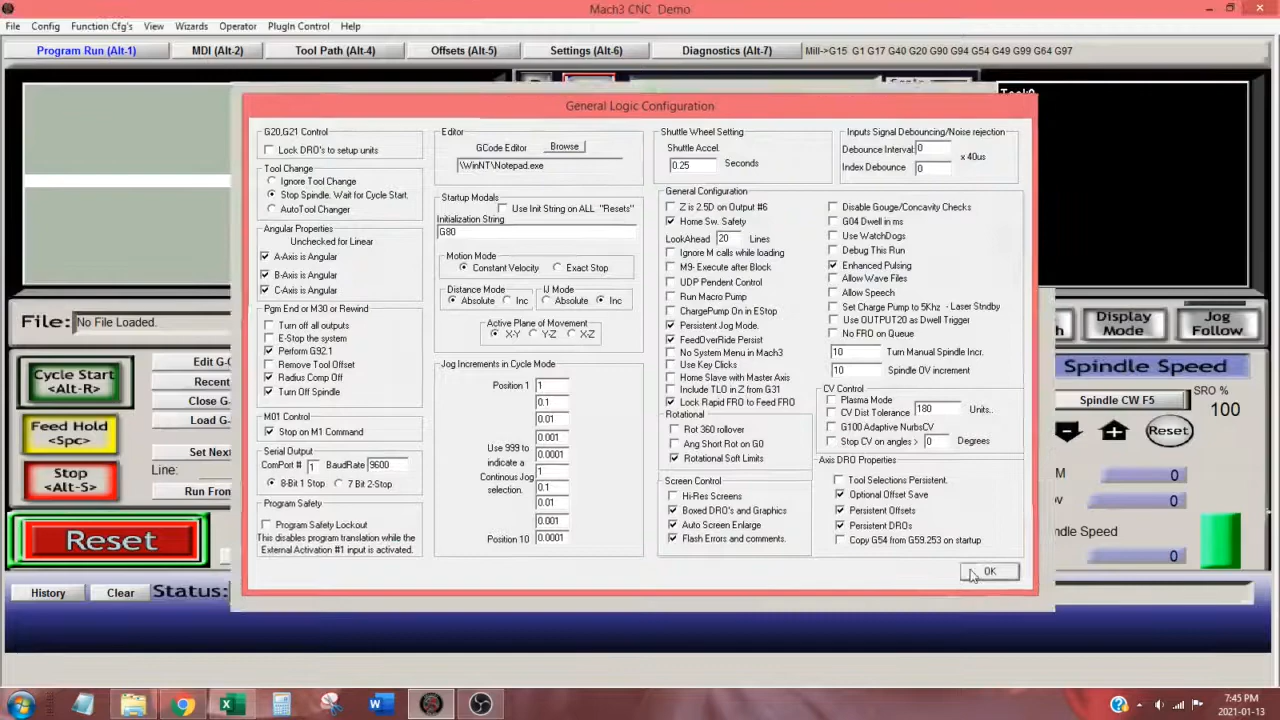 Mach3 CNC Demo
File Config Function Cfg's View Wizards Operator PlugIn Control Help
Program Run (Alt-1) MDI (Alt-2) Tool Path (Alt-4) Offsets (Alt-5) Settings (Alt-6) Diagnostics (Alt-7) Mill->G15 G1 G17 G40 G20 G90 G94 G54 G49 G99 G64 G97
General Logic Configuration
G20,G21 Control
Lock DRO's to setup units
Tool Change
Ignore Tool Change
Stop Spindle. Wait for Cycle Start.
AutoTool Changer
Angular Properties
Unchecked for Linear
A-Axis is Angular
B-Axis is Angular
C-Axis is Angular
Pgm End or M30 or Rewind
Turn off all outputs
E-Stop the system
Perform G92.1
Remove Tool Offset
Radius Comp Off
Turn Off Spindle
M01 Control
Stop on M1 Command
Serial Output
ComPort # 1 BaudRate 9600
8-Bit 1 Stop 7 Bit 2-Stop
Program Safety
Program Safety Lockout
This disables program translation while the
External Activation #1 input is activated.
Editor
GCode Editor Browse
\WinNT\Notepad.exe
Startup Modals
Use Init String on ALL "Resets"
Initialization String
G80
Motion Mode
Constant Velocity Exact Stop
Distance Mode
Absolute Inc
IJ Mode
Absolute Inc
Active Plane of Movement
X-Y Y-Z X-Z
Jog Increments in Cycle Mode
Position 1 1
0.1
0.01
0.001
Use 999 to
indicate a
Continous Jog
selection.
0.0001
1
0.1
0.01
0.001
Position 10 0.0001
Shuttle Wheel Setting
Shuttle Accel.
0.25 Seconds
Inputs Signal Debouncing/Noise rejection
Debounce Interval: 0
x 40us
Index Debounce 0
General Configuration
Z is 2.5D on Output #6
Home Sw. Safety
LookAhead 20 Lines
Ignore M calls while loading
M9- Execute after Block
UDP Pendent Control
Run Macro Pump
ChargePump On in EStop
Persistent Jog Mode.
FeedOverRide Persist
No System Menu in Mach3
Use Key Clicks
Home Slave with Master Axis
Include TLO in Z from G31
Lock Rapid FRO to Feed FRO
Rotational
Rot 360 rollover
Ang Short Rot on G0
Rotational Soft Limits
Screen Control
Hi-Res Screens
Boxed DRO's and Graphics
Auto Screen Enlarge
Flash Errors and comments.
Disable Gouge/Concavity Checks
G04 Dwell in ms
Use WatchDogs
Debug This Run
Enhanced Pulsing
Allow Wave Files
Allow Speech
Set Charge Pump to 5Khz - Laser Stndby
Use OUTPUT20 as Dwell Trigger
No FRO on Queue
10 Turn Manual Spindle Incr.
10 Spindle OV increment
CV Control
Plasma Mode
CV Dist Tolerance 180 Units..
G100 Adaptive NurbsCV
Stop CV on angles > 0 Degrees
Axis DRO Properties
Tool Selections Persistent.
Optional Offset Save
Persistent Offsets
Persistent DROs
Copy G54 from G59.253 on startup
OK
File: No File Loaded.
Cycle Start
<Alt-R>
Feed Hold
<Spc>
Stop
<Alt-S>
Reset
Edit G-
Recent
Close G-
Load G-
Set Next
Line:
Run From
History Clear Status:
Display
Mode
Jog
Follow
Spindle Speed
Spindle CW F5
SRO %
100
Reset
0
0
Spindle Speed
0
7:45 PM
2021-01-13